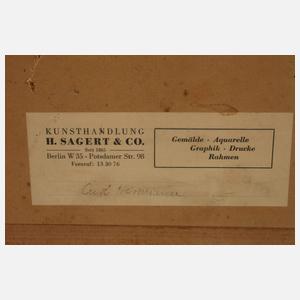 KUNSTHANDLUNG
H. SAGERT & CO.
Seit 1865
Berlin W 35 - Potsdamer Str. 98
Fernruf: 13 30 76
Gemälde - Aquarelle
Graphik - Drucke
Rahmen